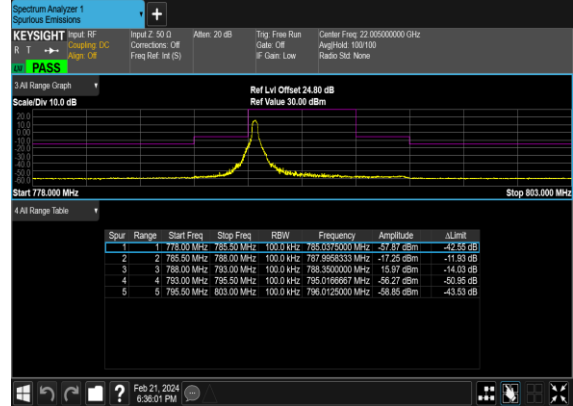 Spectrum Analyzer 1
Spurious Emissions
+
KEYSIGHT Input: RF Input Z: 50 Ω Atten: 20 dB Trig: Free Run Center Freq: 22.005000000 GHz
R T Coupling: DC Corrections: Off Gate: Off Avg|Hold: 100/100
Align: Off Freq Ref: Int (S) IF Gain: Low Radio Std: None
PASS
3 All Range Graph
Ref Lvl Offset 24.80 dB
Scale/Div 10.0 dB Ref Value 30.00 dBm
20.0
10.0
0.00
-10.0
-20.0
-30.0
-40.0
-50.0
-60.0
Start 778.000 MHz Stop 803.000 MHz
4 All Range Table
Spur Range Start Freq Stop Freq RBW Frequency Amplitude ΔLimit
1 1 778.00 MHz 785.50 MHz 100.0 kHz 785.0375000 MHz -57.87 dBm -42.55 dB
2 2 785.50 MHz 788.00 MHz 100.0 kHz 787.9958333 MHz -17.25 dBm -11.93 dB
3 3 788.00 MHz 793.00 MHz 100.0 kHz 788.3500000 MHz 15.97 dBm -14.03 dB
4 4 793.00 MHz 795.50 MHz 100.0 kHz 795.0166667 MHz -56.27 dBm -50.95 dB
5 5 795.50 MHz 803.00 MHz 100.0 kHz 796.0125000 MHz -58.85 dBm -43.53 dB
? Feb 21, 2024
6:36:01 PM